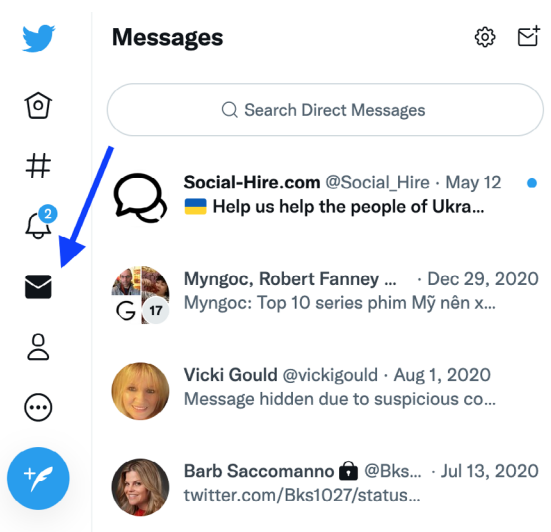 Messages
Search Direct Messages
Social-Hire.com @Social_Hire · May 12
🇺🇦 Help us help the people of Ukra...
2
Myngoc, Robert Fanney ... · Dec 29, 2020
Myngoc: Top 10 series phim Mỹ nên x...
G 17
Vicki Gould @vickigould · Aug 1, 2020
Message hidden due to suspicious co...
Barb Saccomanno 🔒 @Bks... · Jul 13, 2020
twitter.com/Bks1027/status...